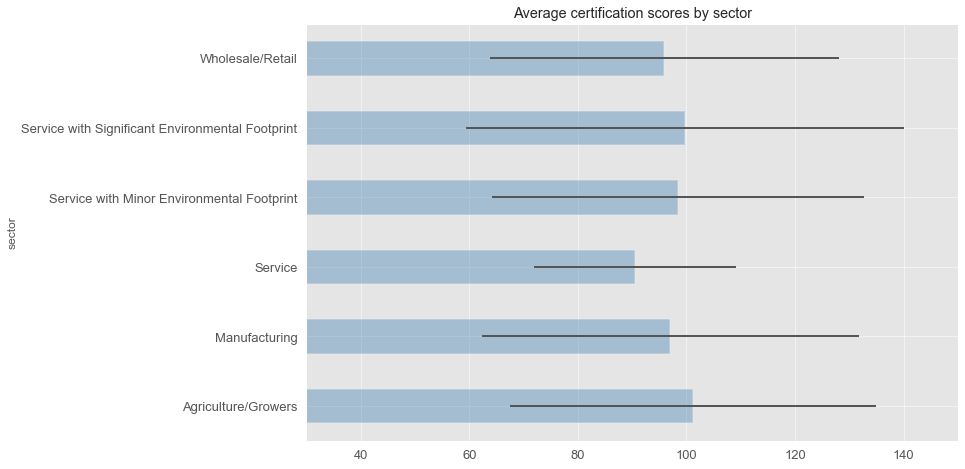 Average certification scores by sector
Wholesale/Retail
Service with Significant Environmental Footprint
Service with Minor Environmental Footprint
sector
Service
Manufacturing
Agriculture/Growers
40 60 80 100 120 140